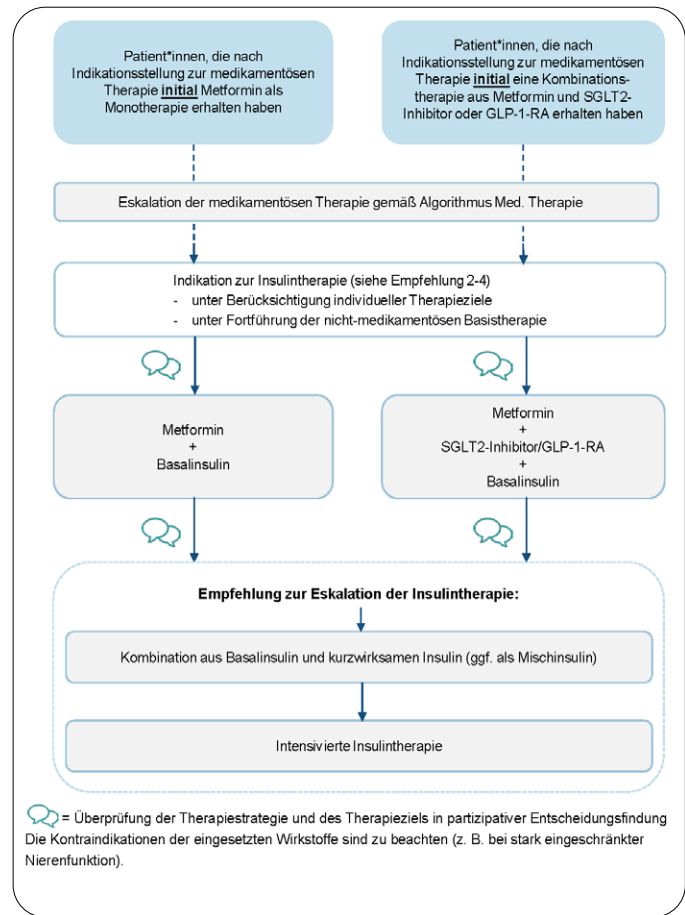 Patient*innen, die nach
Indikationsstellung zur medikamentösen
Therapie initial Metformin als
Monotherapie erhalten haben
Patient*innen, die nach
Indikationsstellung zur medikamentösen
Therapie initial eine Kombinations-
therapie aus Metformin und SGLT2-
Inhibitor oder GLP-1-RA erhalten haben
Eskalation der medikamentösen Therapie gemäß Algorithmus Med. Therapie
Indikation zur Insulintherapie (siehe Empfehlung 2-4)
- unter Berücksichtigung individueller Therapieziele
- unter Fortführung der nicht-medikamentösen Basistherapie
Metformin
+
Basalinsulin
Metformin
+
SGLT2-Inhibitor/GLP-1-RA
+
Basalinsulin
Empfehlung zur Eskalation der Insulintherapie:
Kombination aus Basalinsulin und kurzwirksamen Insulin (ggf. als Mischinsulin)
Intensivierte Insulintherapie
= Überprüfung der Therapiestrategie und des Therapieziels in partizipativer Entscheidungsfindung
Die Kontraindikationen der eingesetzten Wirkstoffe sind zu beachten (z. B. bei stark eingeschränkter
Nierenfunktion).